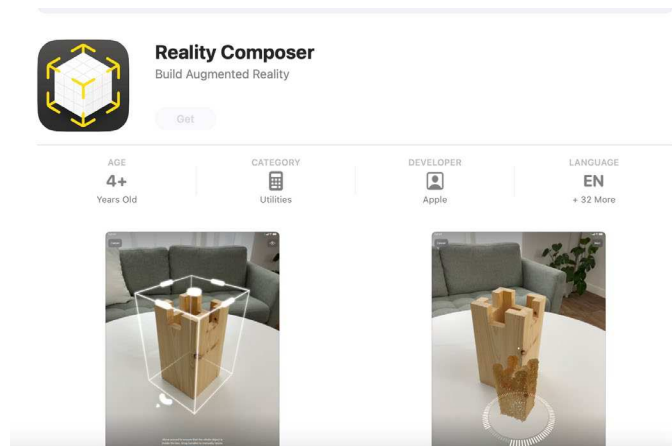 Reality Composer
Build Augmented Reality
Get
AGE
4+
Years Old
CATEGORY
Utilities
DEVELOPER
Apple
LANGUAGE
EN
+ 32 More